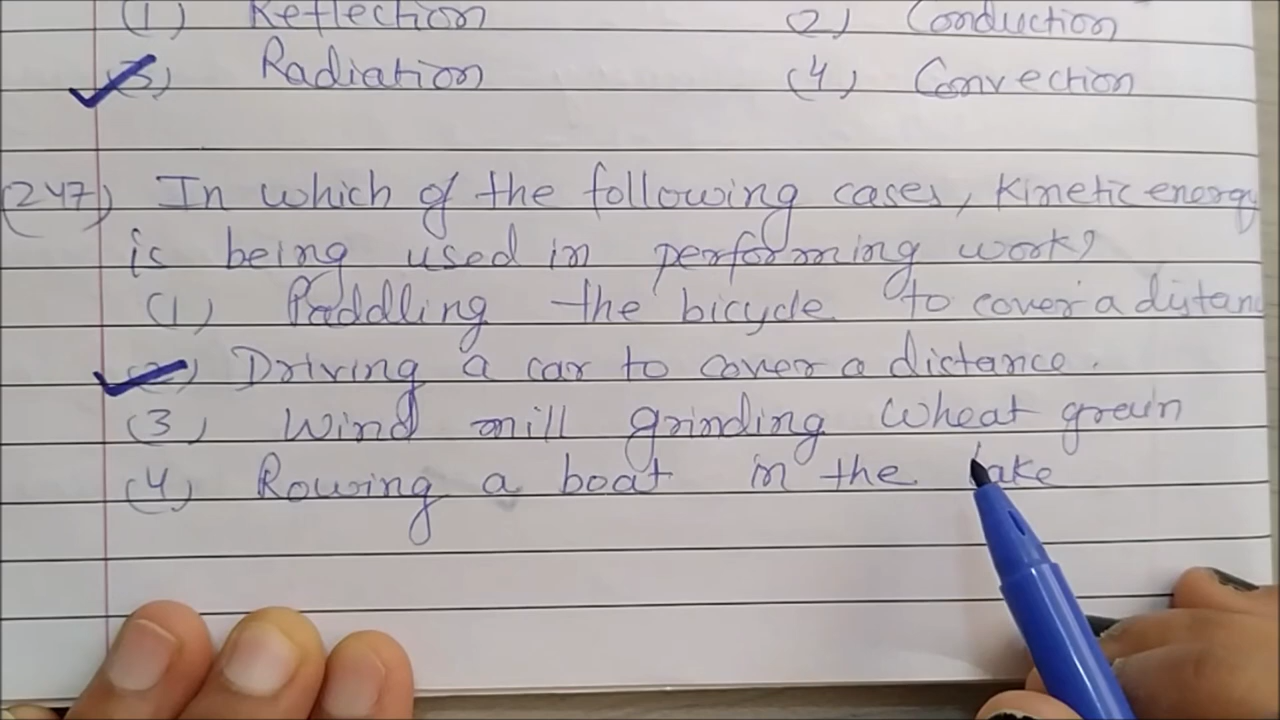 (1) Reflection 2) Conduction
(3) Radiation (4) Convection
(247) In which of the following cases, Kinetic energy
is being used in performing work?
(1) Paddling the bicycle to cover a distanc
(2) Driving a car to cover a distance.
(3) Wind mill grinding wheat grain
(4) Rowing a boat in the lake